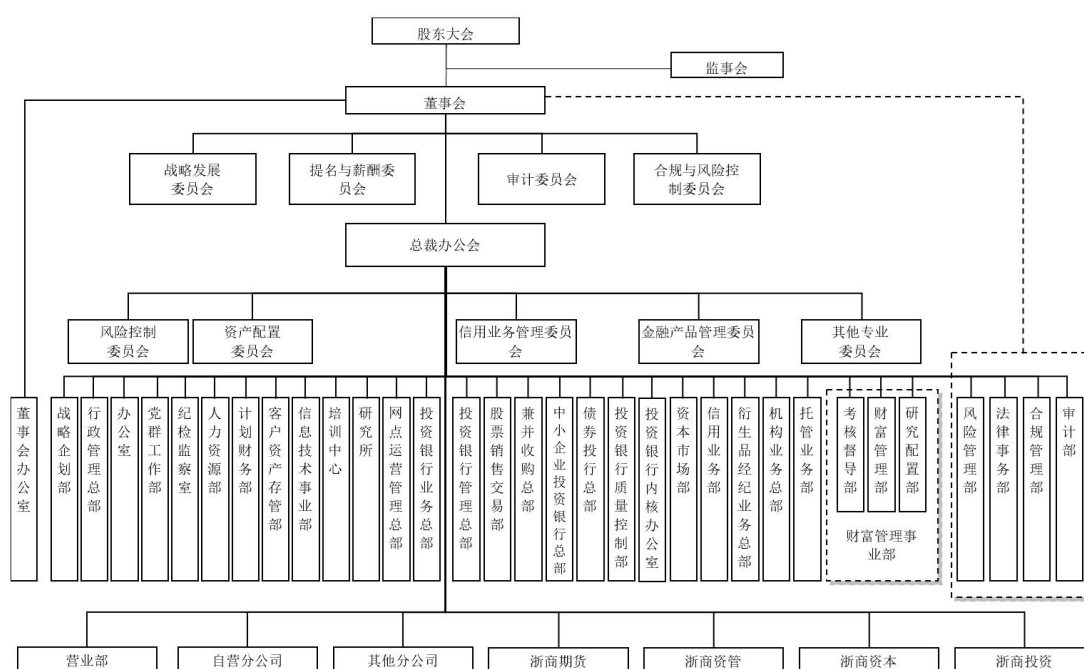 股东大会
监事会
董事会
战略发展
委员会
提名与薪酬委
员会
审计委员会
合规与风险控
制委员会
总裁办公会
风险控制
委员会
资产配置
委员会
信用业务管理委员
会
金融产品管理委员
会
其他专业
委员会
董事会办公室
战略企划部
行政管理总部
办公室
党群工作部
纪检监察室
人力资源部
计划财务部
客户资产存管部
信息技术事业部
培训中心
研究所
网点运营管理总部
投资银行业务总部
投资银行管理总部
股票销售交易部
兼并收购总部
中小企业投资银行总部
债券投行总部
投资银行质量控制部
投资银行内核办公室
资本市场部
信用业务部
衍生品经纪业务总部
机构业务总部
托管业务部
考核督导部
财富管理部
研究配置部
财富管理事
业部
风险管理部
法律事务部
合规管理部
审计部
营业部
自营分公司
其他分公司
浙商期货
浙商资管
浙商资本
浙商投资